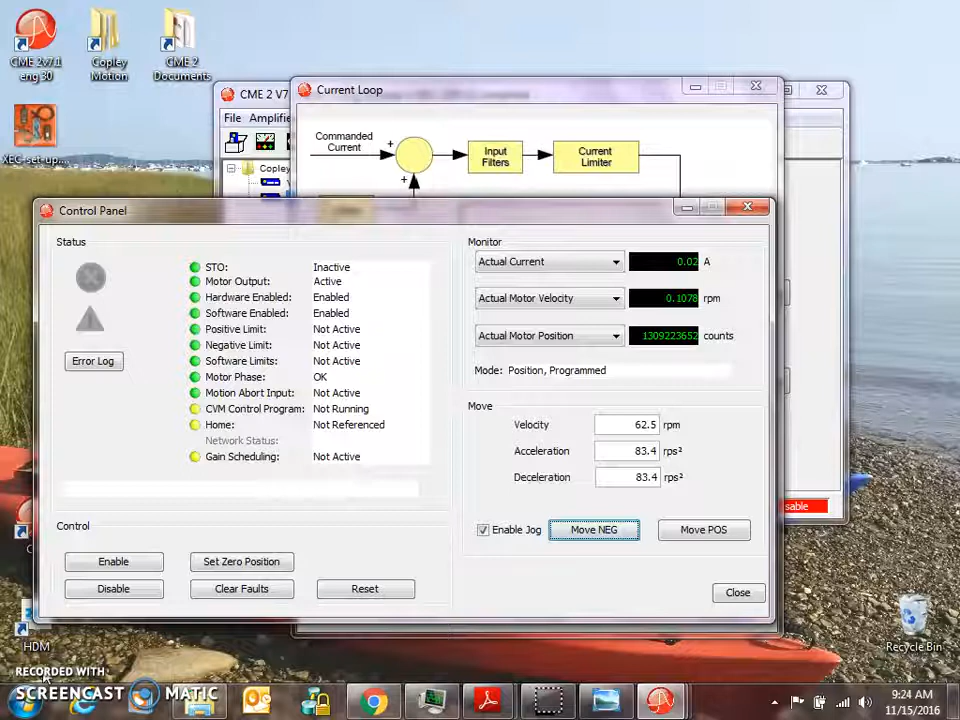 CME 2v7.1
eng 30
Copley
Motion
CME 2
Documents
XEC-set-up....
CME 2 V7
File Amplifie
Copley
Current Loop
Commanded
Current
+
+
Input
Filters
Current
Limiter
Control Panel
Status
STO: Inactive
Motor Output: Active
Hardware Enabled: Enabled
Software Enabled: Enabled
Positive Limit: Not Active
Negative Limit: Not Active
Software Limits: Not Active
Motor Phase: OK
Motion Abort Input: Not Active
CVM Control Program: Not Running
Home: Not Referenced
Network Status:
Gain Scheduling: Not Active
Error Log
Monitor
Actual Current 0.02 A
Actual Motor Velocity 0.1078 rpm
Actual Motor Position 1309223652 counts
Mode: Position, Programmed
Move
Velocity 62.5 rpm
Acceleration 83.4 rps²
Deceleration 83.4 rps²
Enable Jog Move NEG Move POS
Control
Enable Set Zero Position
Disable Clear Faults Reset
Close
sable
HDM
Recycle Bin
RECORDED WITH
SCREENCAST MATIC
9:24 AM
11/15/2016